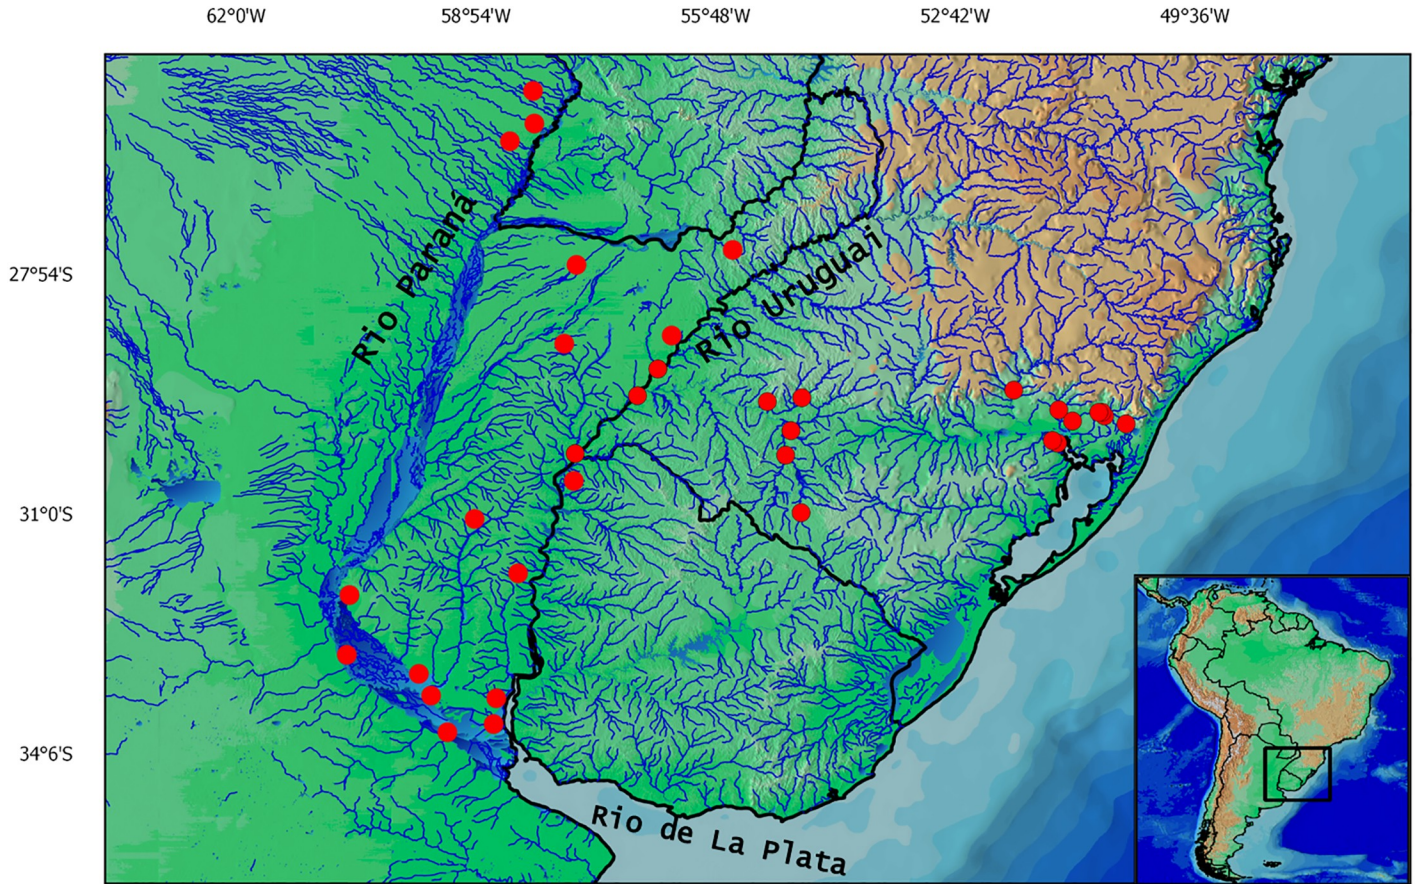 62°0'W
58°54'W
55°48'W
52°42'W
49°36'W
Rio Paraná
Rio Uruguai
27°54'S
31°0'S
34°6'S
Rio de La Plata